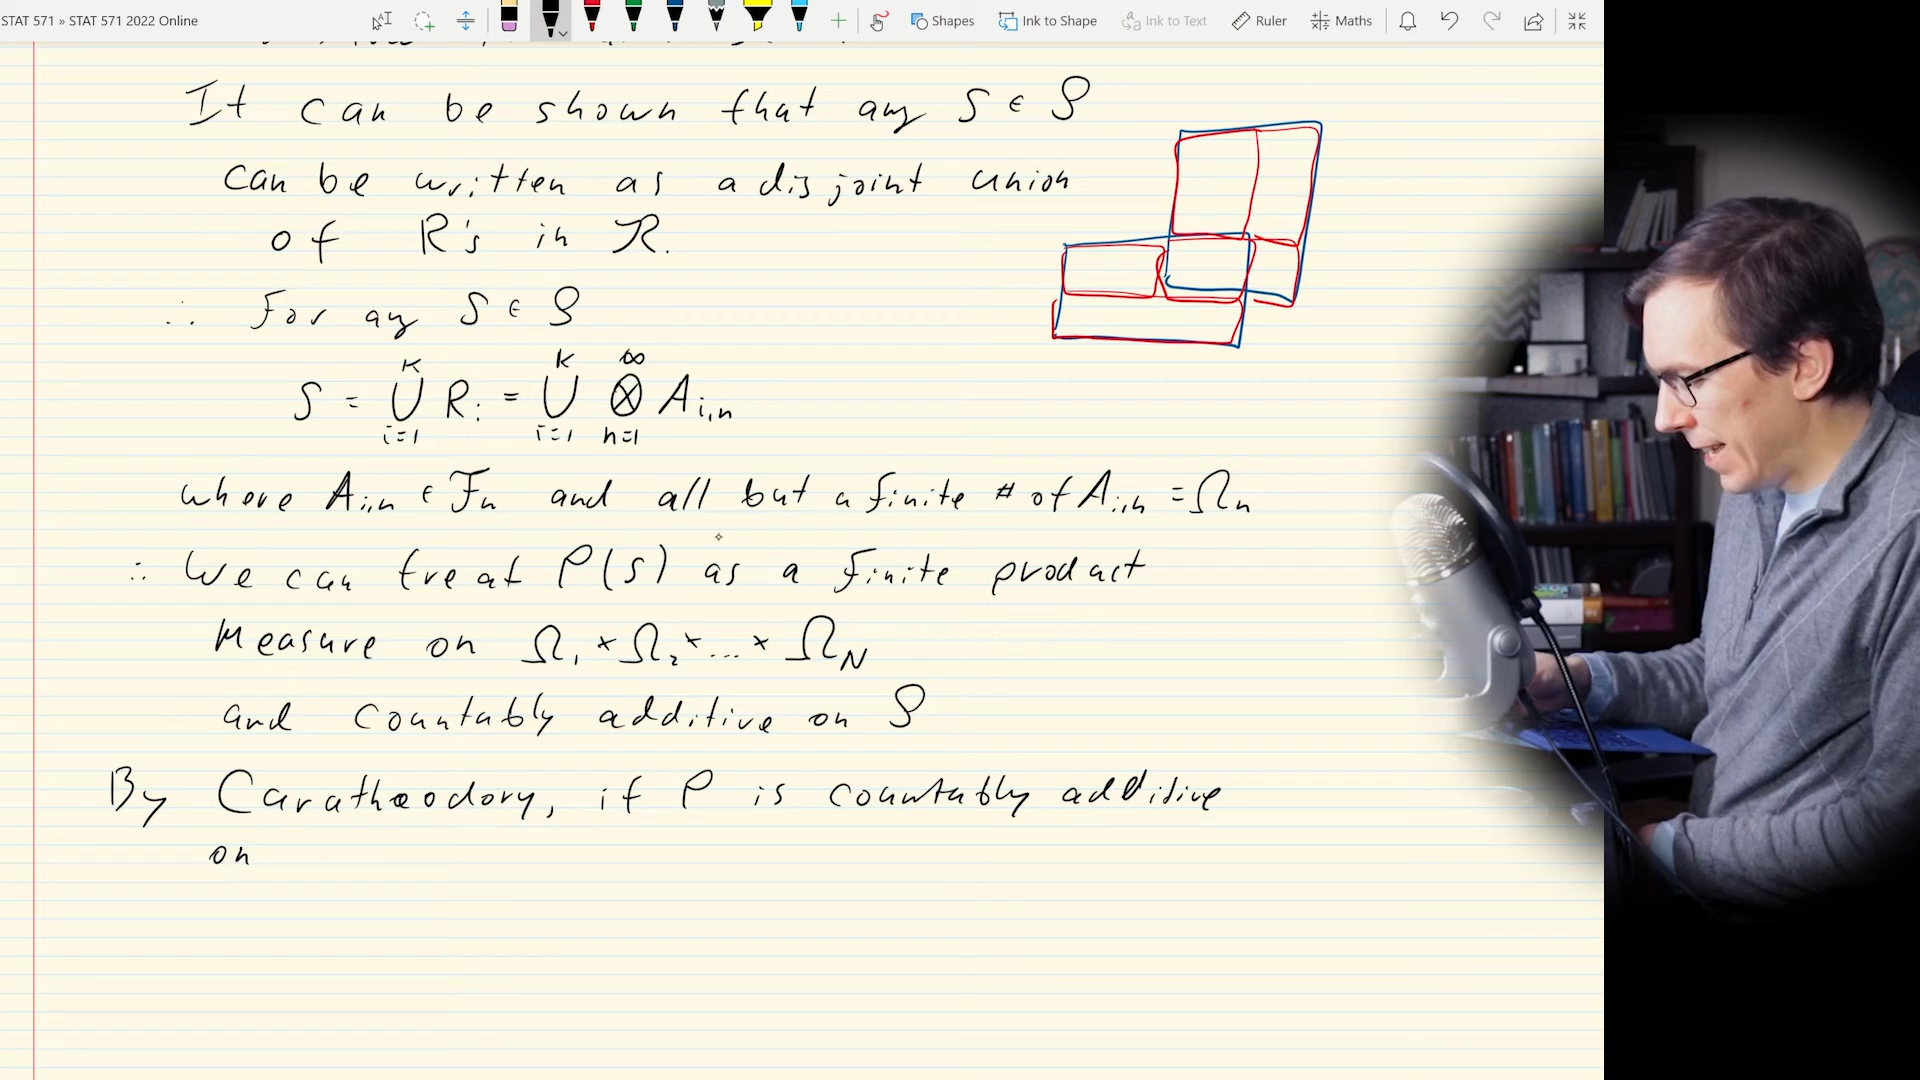 STAT 571 » STAT 571 2022 Online
Shapes Ink to Shape Ink to Text Ruler Maths
It can be shown that any S ∈ 𝒮
can be written as a disjoint union
of R's in ℛ.
∴ For any S ∈ 𝒮
S = ⋃_{i=1}^{K} R_i = ⋃_{i=1}^{K} ⊗_{n=1}^{∞} A_{i,n}
where A_{i,n} ∈ ℱ_n and all but a finite # of A_{i,n} = Ω_n
∴ We can treat P(S) as a finite product
measure on Ω_1 × Ω_2 × ... × Ω_N
and countably additive on 𝒮
By Caratheodory, if P is countably additive
on